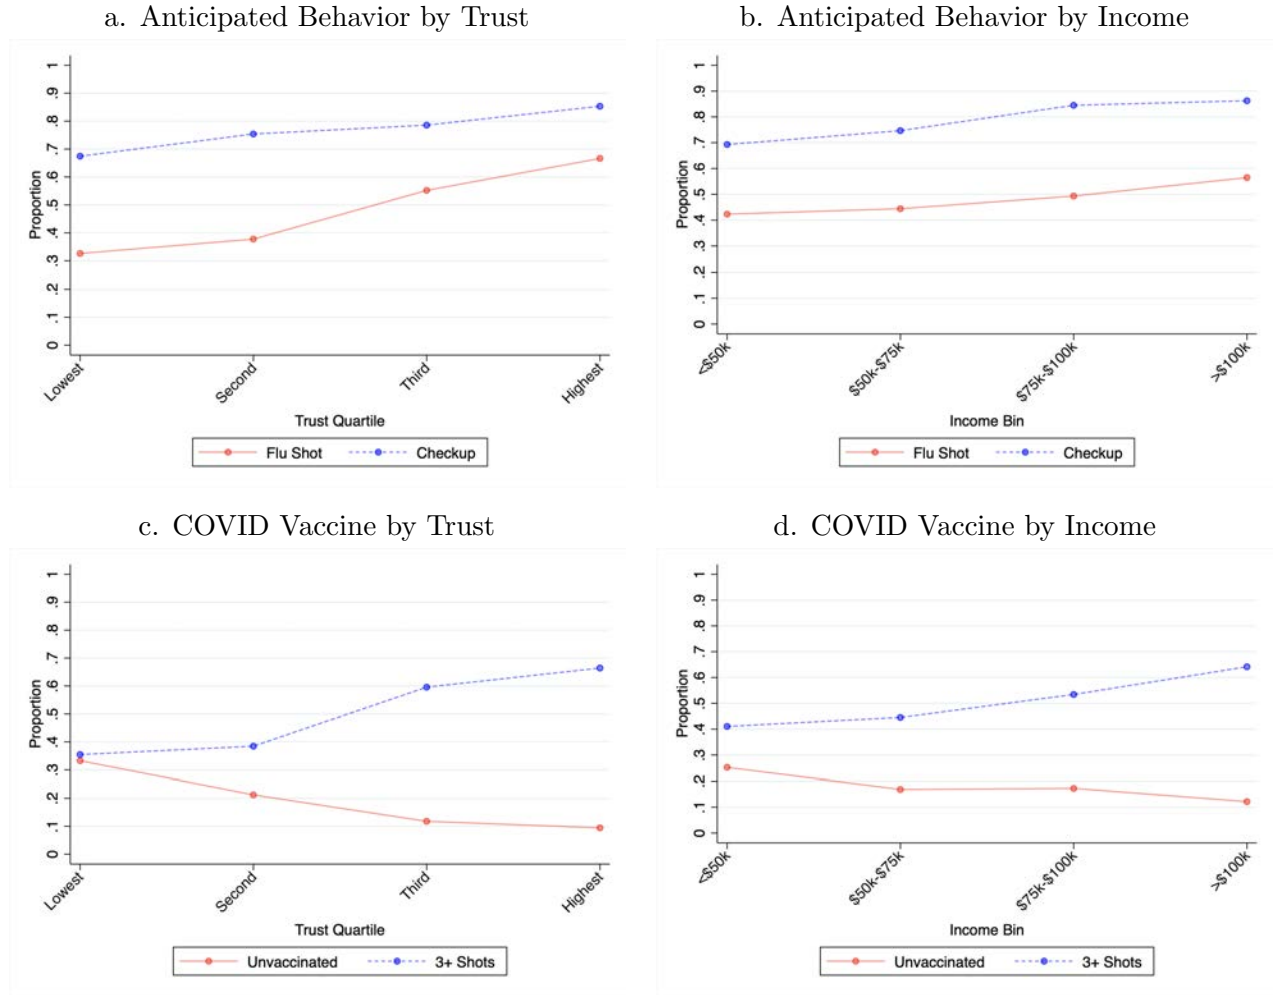 a. Anticipated Behavior by Trust
Proportion
1
.9
.8
.7
.6
.5
.4
.3
.2
.1
0
Lowest
Second
Third
Highest
Trust Quartile
Flu Shot
Checkup
b. Anticipated Behavior by Income
Proportion
1
.9
.8
.7
.6
.5
.4
.3
.2
.1
0
<$50k
$50k-$75k
$75k-$100k
>$100k
Income Bin
Flu Shot
Checkup
c. COVID Vaccine by Trust
Proportion
1
.9
.8
.7
.6
.5
.4
.3
.2
.1
0
Lowest
Second
Third
Highest
Trust Quartile
Unvaccinated
3+ Shots
d. COVID Vaccine by Income
Proportion
1
.9
.8
.7
.6
.5
.4
.3
.2
.1
0
<$50k
$50k-$75k
$75k-$100k
>$100k
Income Bin
Unvaccinated
3+ Shots